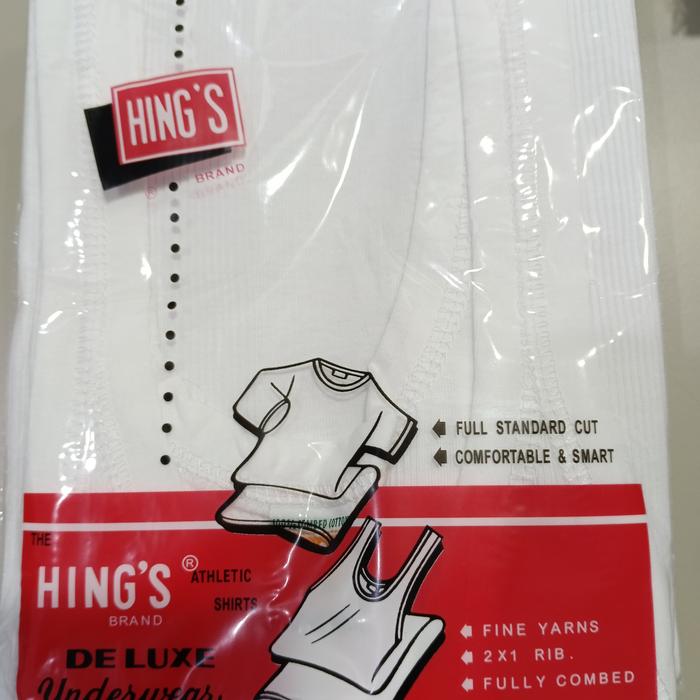 HING'S
BRAND
FULL STANDARD CUT
COMFORTABLE & SMART
THE
HING'S ® ATHLETIC
SHIRTS
BRAND
DE LUXE
Underwear.
FINE YARNS
2X1 RIB.
FULLY COMBED